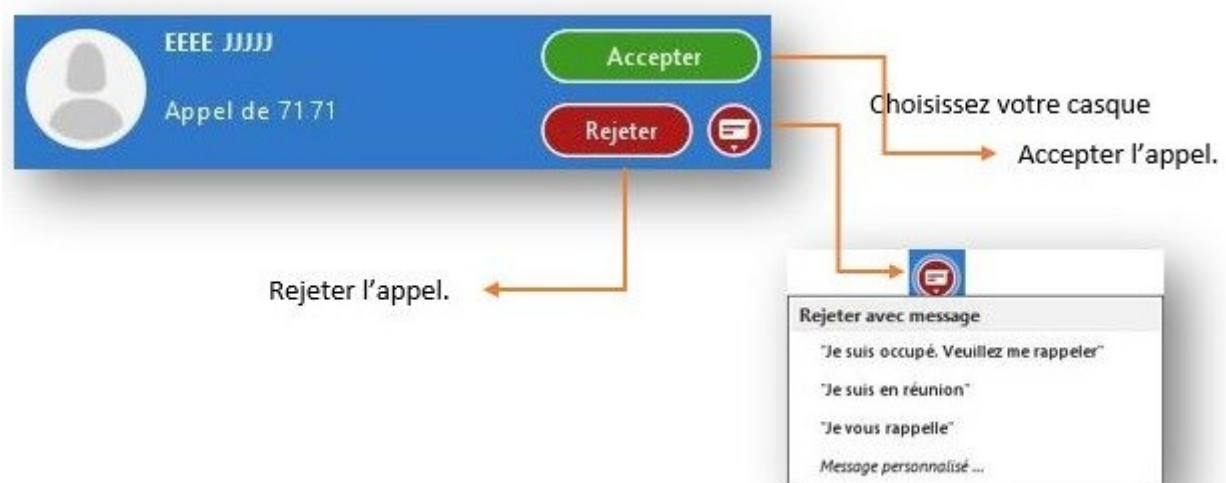 EEEE JJJJJ
Accepter
Appel de 7171
Rejeter
Choisissez votre casque
Accepter l’appel.
Rejeter l’appel.
Rejeter avec message
"Je suis occupé. Veuillez me rappeler"
"Je suis en réunion"
"Je vous rappelle"
Message personnalisé ...